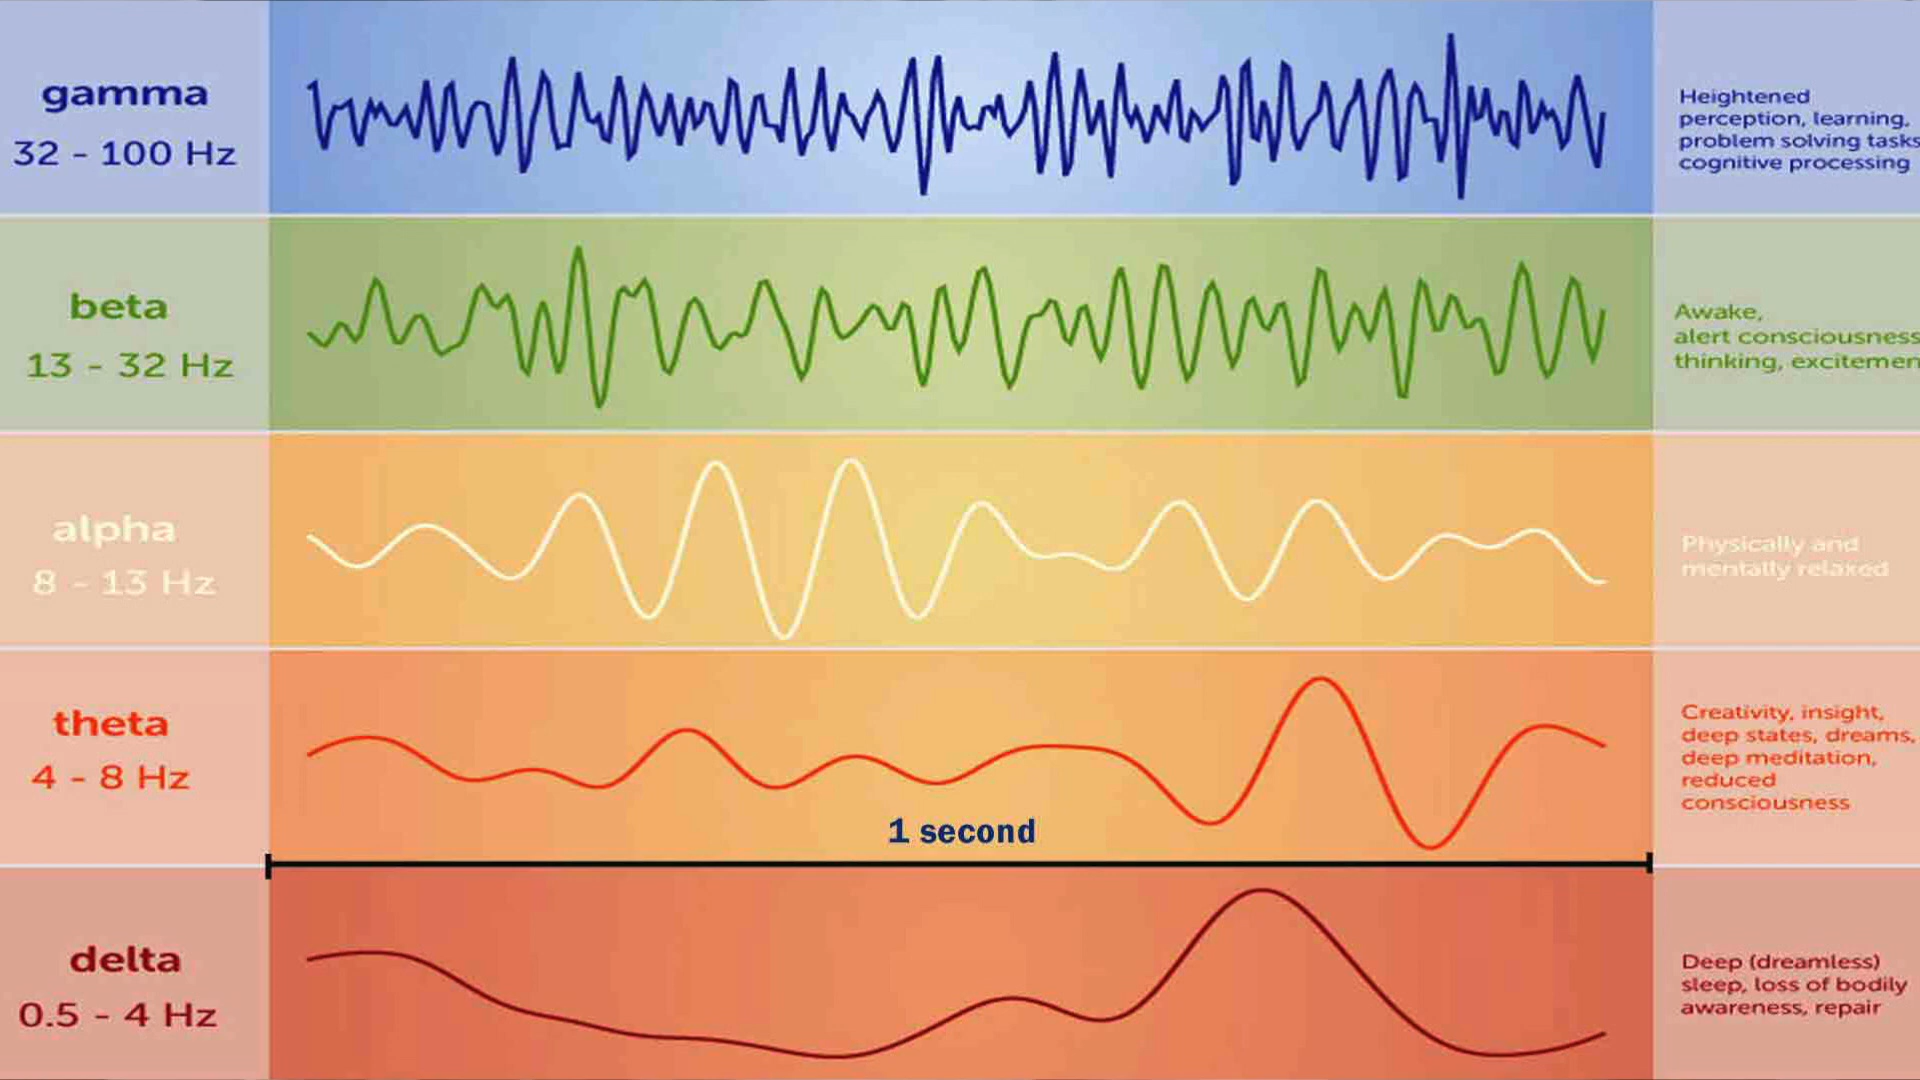 gamma
32 - 100 Hz
Heightened
perception, learning,
problem solving tasks
cognitive processing
beta
13 - 32 Hz
Awake,
alert consciousness
thinking, excitemen
alpha
8 - 13 Hz
Physically and
mentally relaxed
theta
4 - 8 Hz
Creativity, insight,
deep states, dreams,
deep meditation,
reduced
consciousness
1 second
delta
0.5 - 4 Hz
Deep (dreamless)
sleep, loss of bodily
awareness, repair